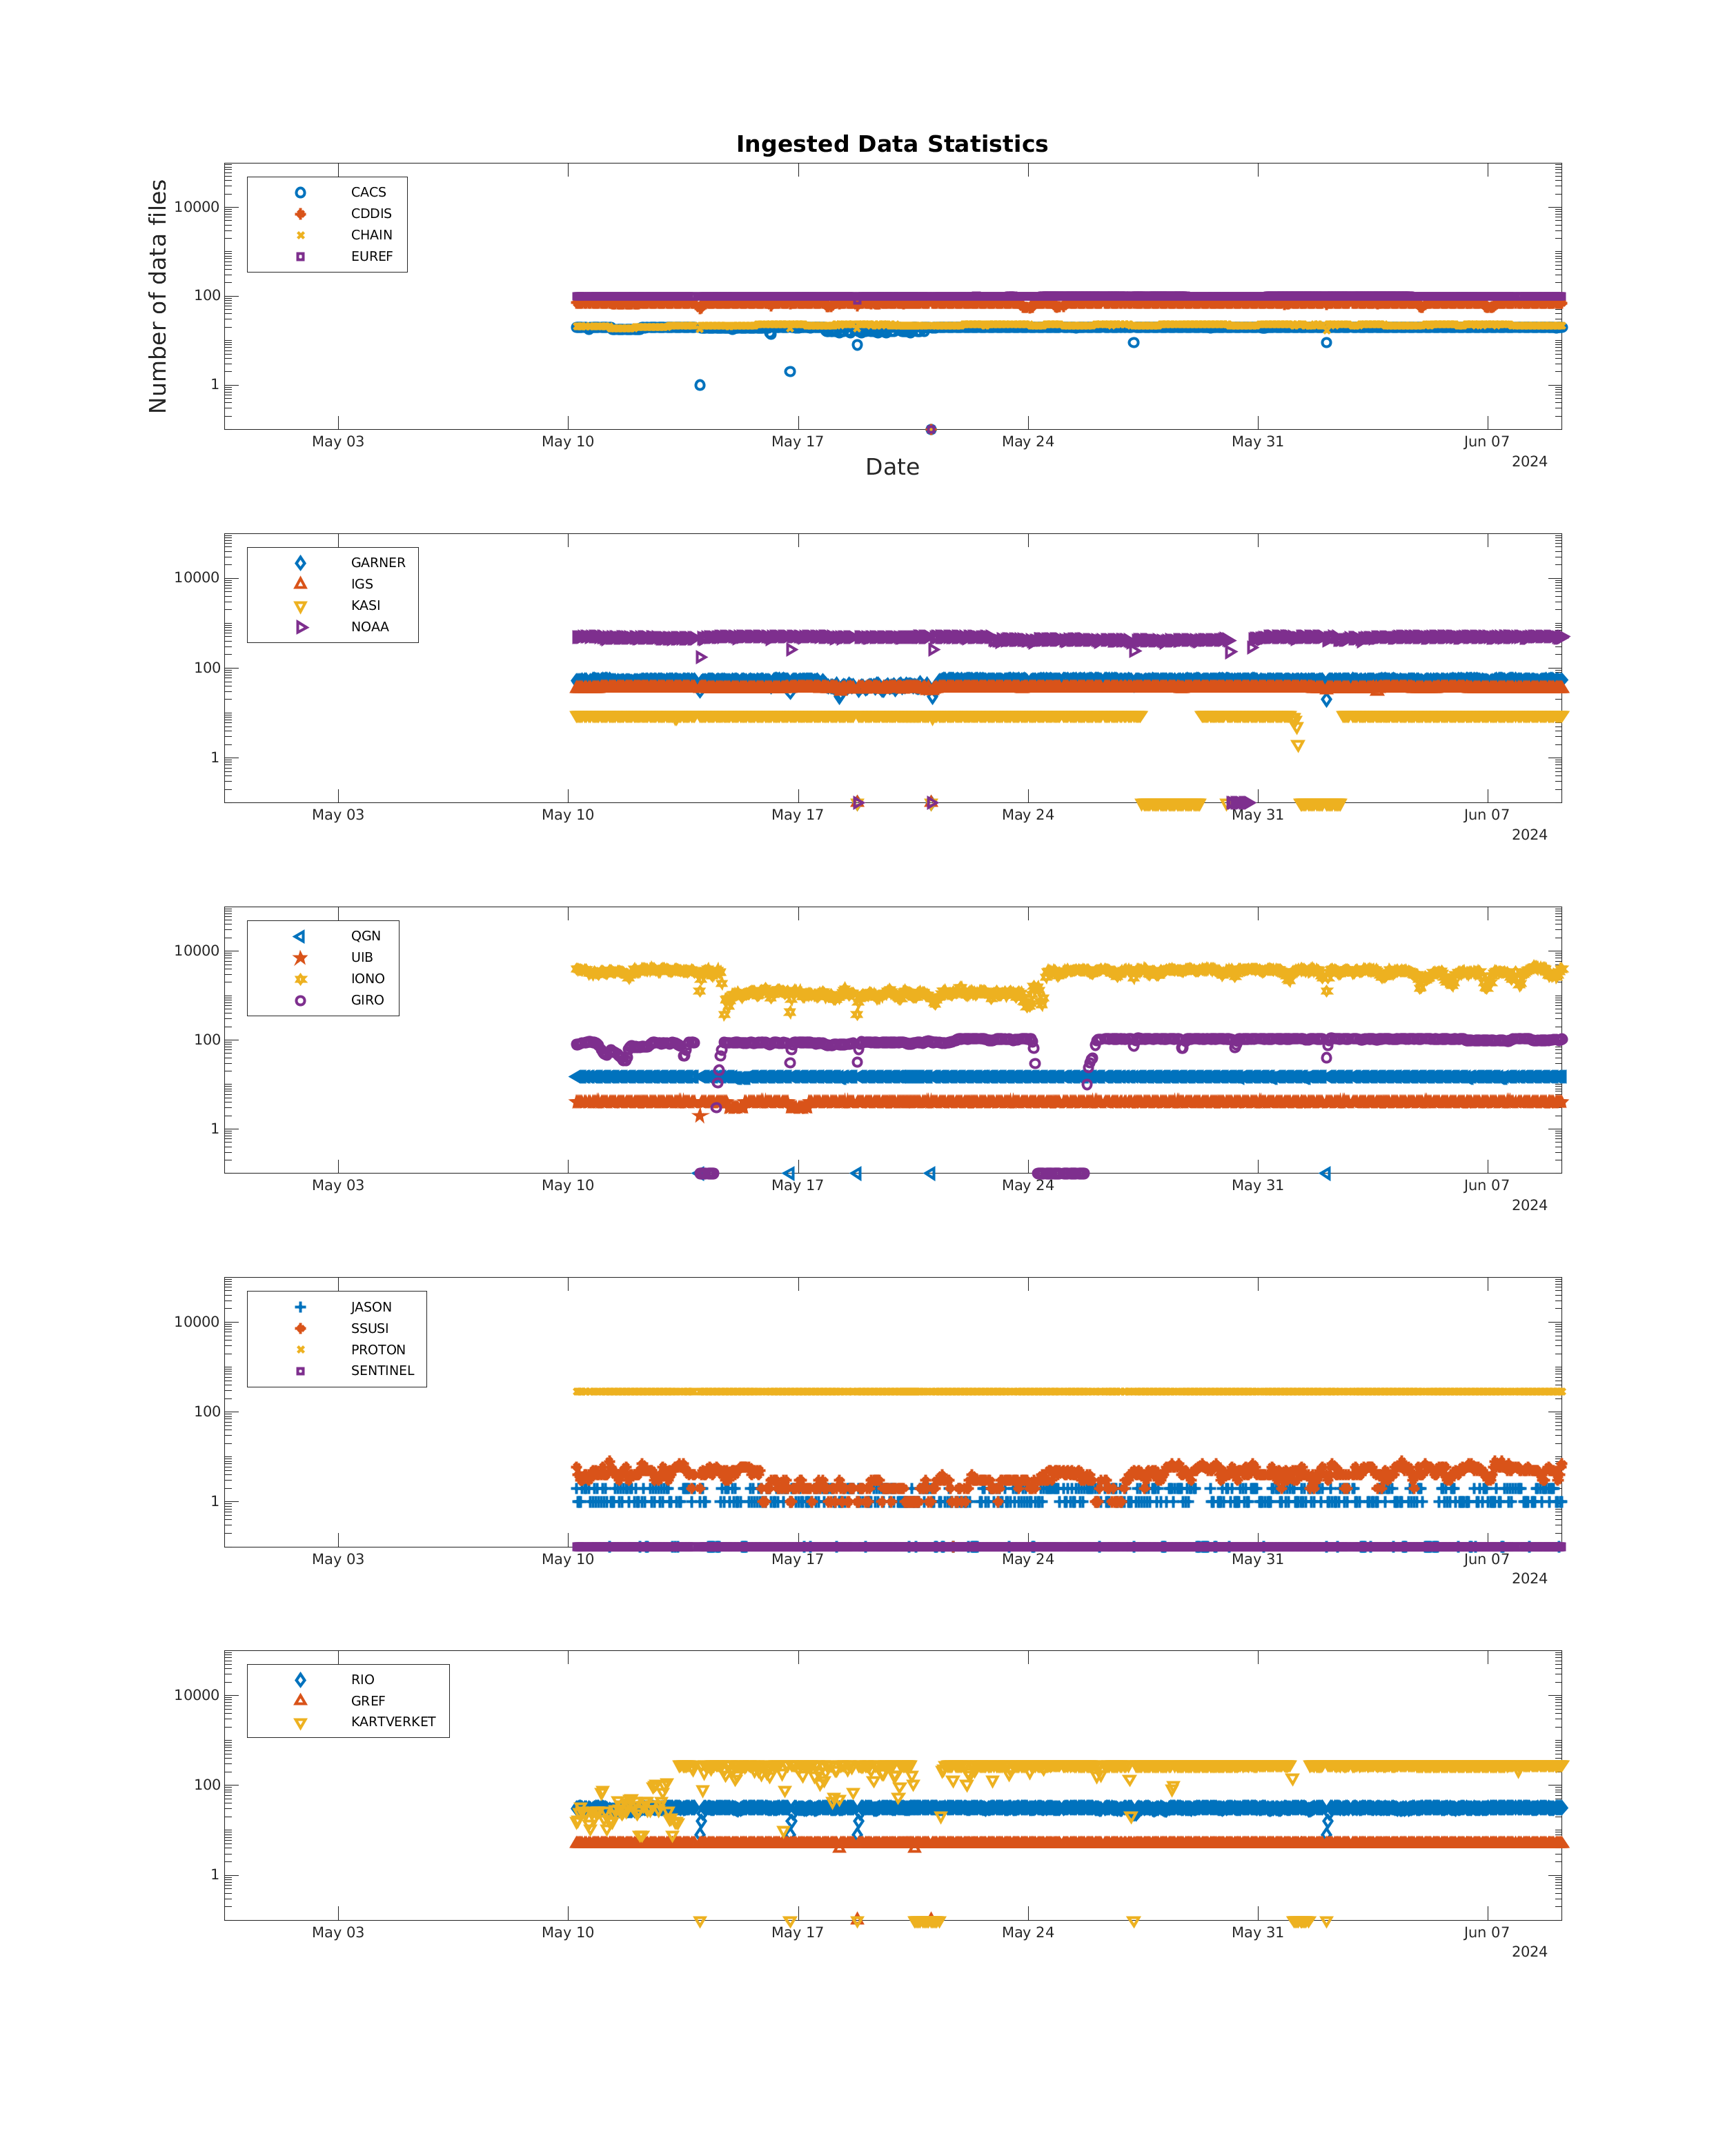 Ingested Data Statistics
Number of data files
CACS
CDDIS
CHAIN
EUREF
10000
100
1
May 03 May 10 May 17 May 24 May 31 Jun 07
2024
Date
GARNER
IGS
KASI
NOAA
10000
100
1
May 03 May 10 May 17 May 24 May 31 Jun 07
2024
QGN
UIB
IONO
GIRO
10000
100
1
May 03 May 10 May 17 May 24 May 31 Jun 07
2024
JASON
SSUSI
PROTON
SENTINEL
10000
100
1
May 03 May 10 May 17 May 24 May 31 Jun 07
2024
RIO
GREF
KARTVERKET
10000
100
1
May 03 May 10 May 17 May 24 May 31 Jun 07
2024